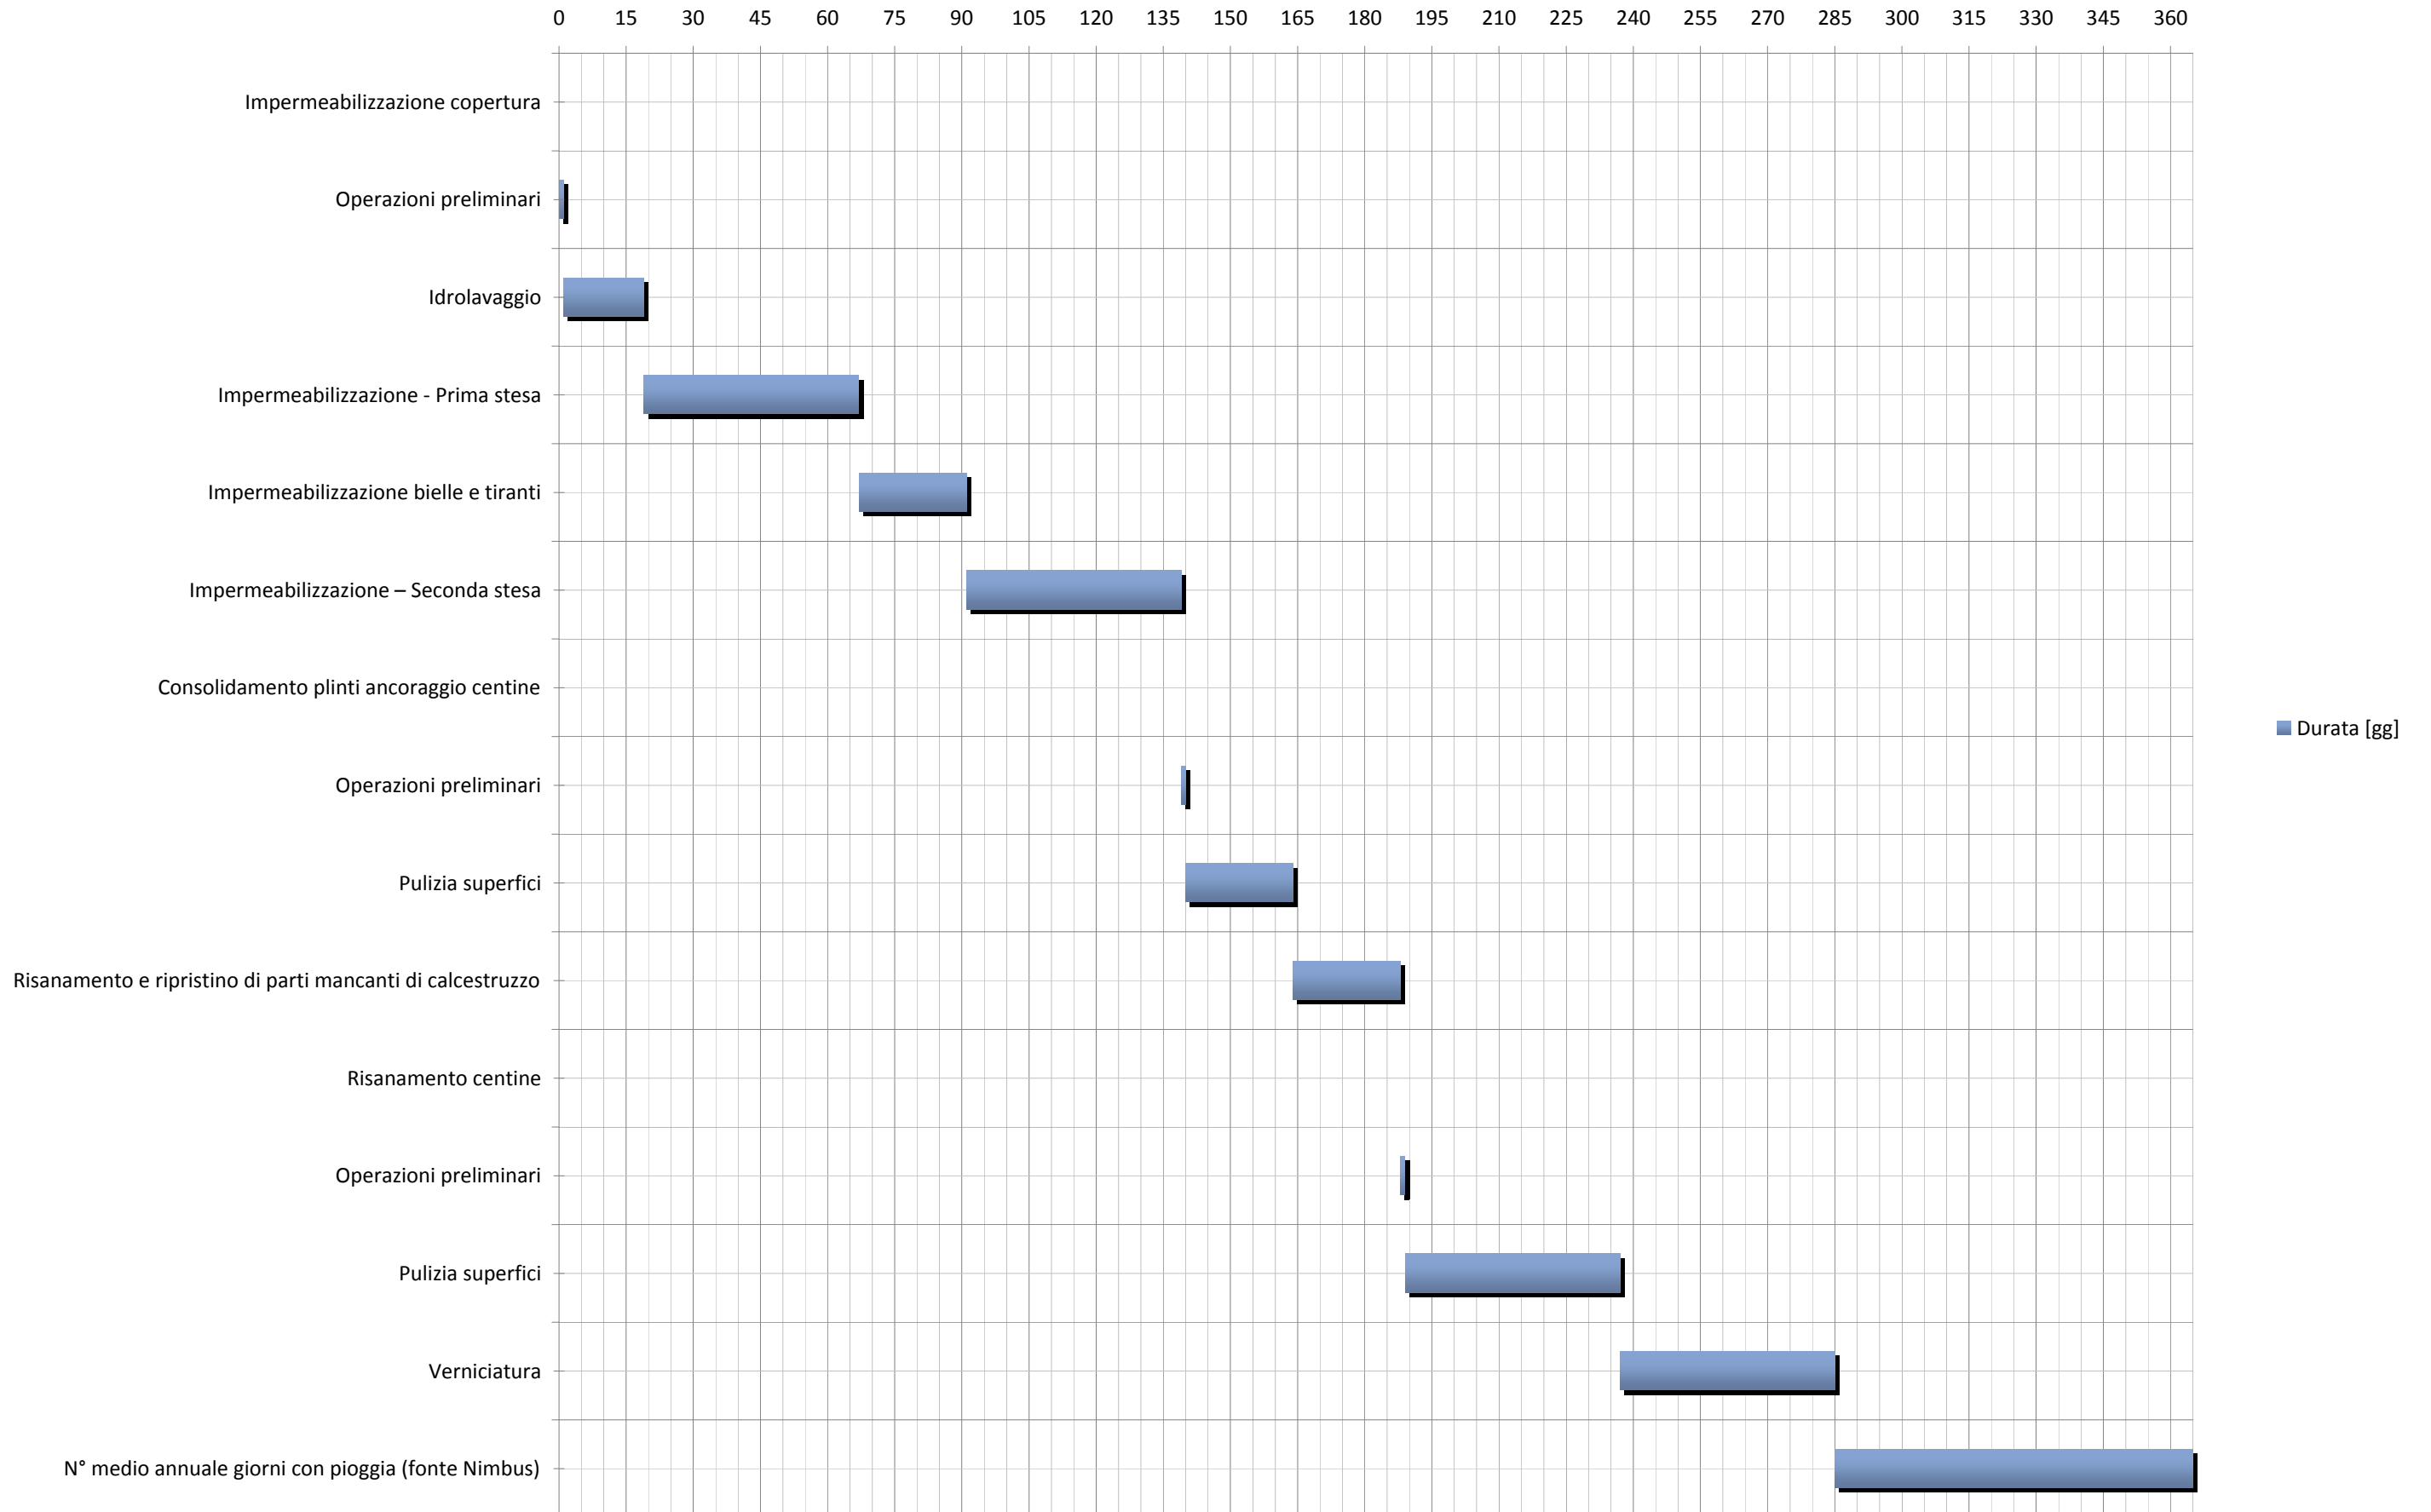 0 15 30 45 60 75 90 105 120 135 150 165 180 195 210 225 240 255 270 285 300 315 330 345 360
Impermeabilizzazione copertura
Operazioni preliminari
Idrolavaggio
Impermeabilizzazione - Prima stesa
Impermeabilizzazione bielle e tiranti
Impermeabilizzazione – Seconda stesa
Consolidamento plinti ancoraggio centine
Durata [gg]
Operazioni preliminari
Pulizia superfici
Risanamento e ripristino di parti mancanti di calcestruzzo
Risanamento centine
Operazioni preliminari
Pulizia superfici
Verniciatura
N° medio annuale giorni con pioggia (fonte Nimbus)